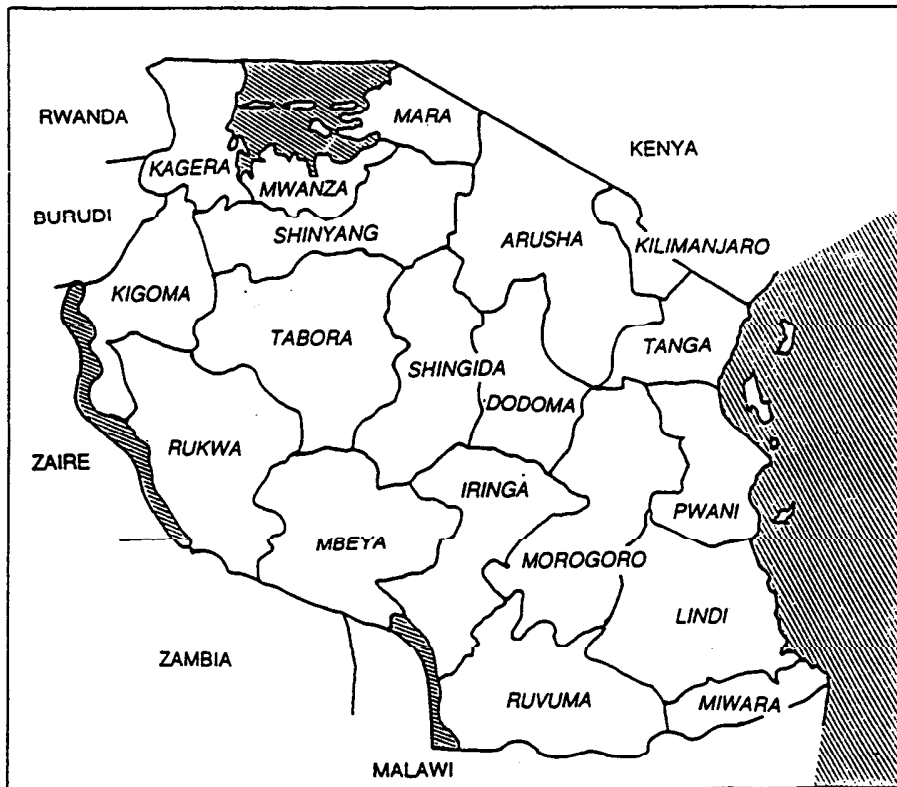 RWANDA
MARA
KENYA
KAGERA
MWANZA
BURUDI
SHINYANG
ARUSHA
KILIMANJARO
KIGOMA
TABORA
TANGA
SHINGIDA
DODOMA
RUKWA
ZAIRE
IRINGA
PWANI
MBEYA
MOROGORO
LINDI
ZAMBIA
RUVUMA
MIWARA
MALAWI